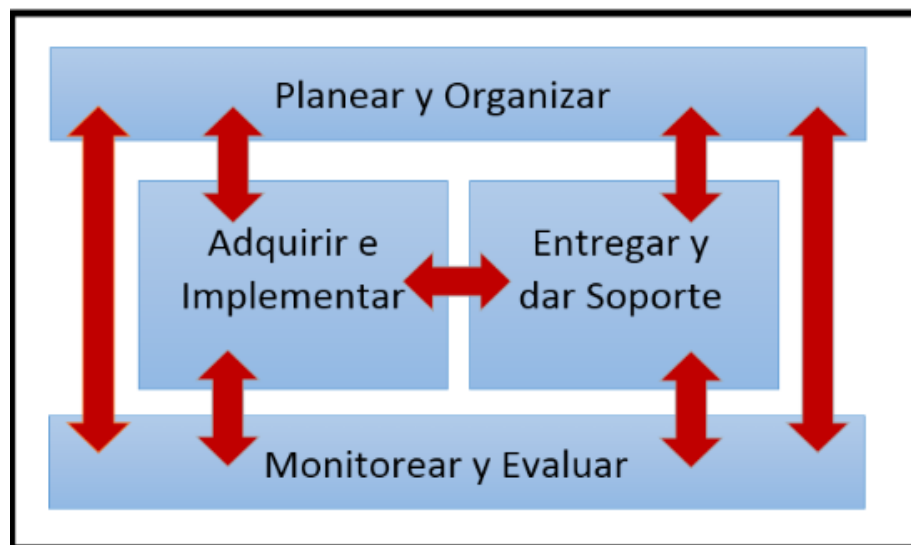 Planear y Organizar
Adquirir e
Implementar
Entregar y
dar Soporte
Monitorear y Evaluar